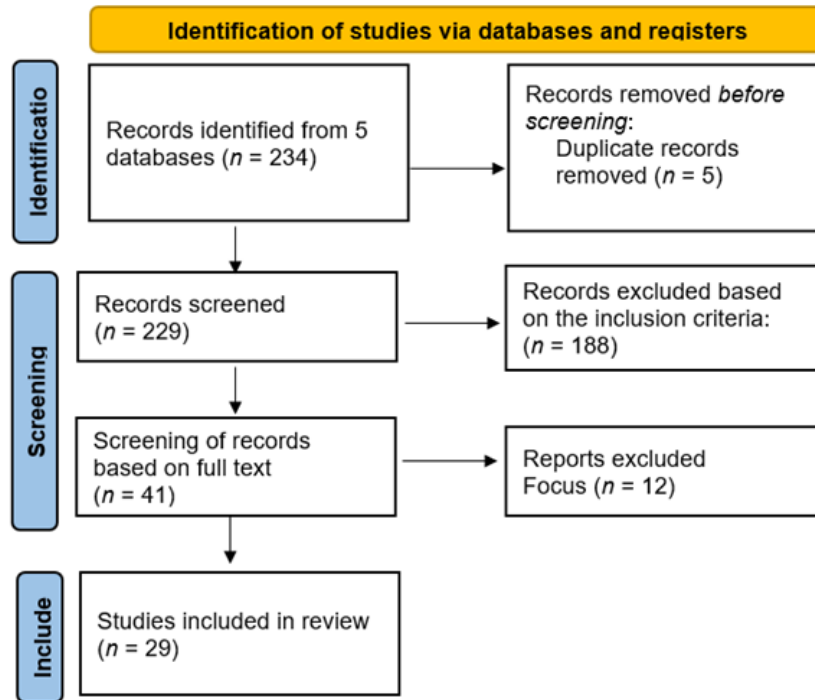 Identification of studies via databases and registers
Identificatio
Records identified from 5
databases (n = 234)
Records removed before
screening:
Duplicate records
removed (n = 5)
Screening
Records screened
(n = 229)
Records excluded based
on the inclusion criteria:
(n = 188)
Screening of records
based on full text
(n = 41)
Reports excluded
Focus (n = 12)
Include
Studies included in review
(n = 29)